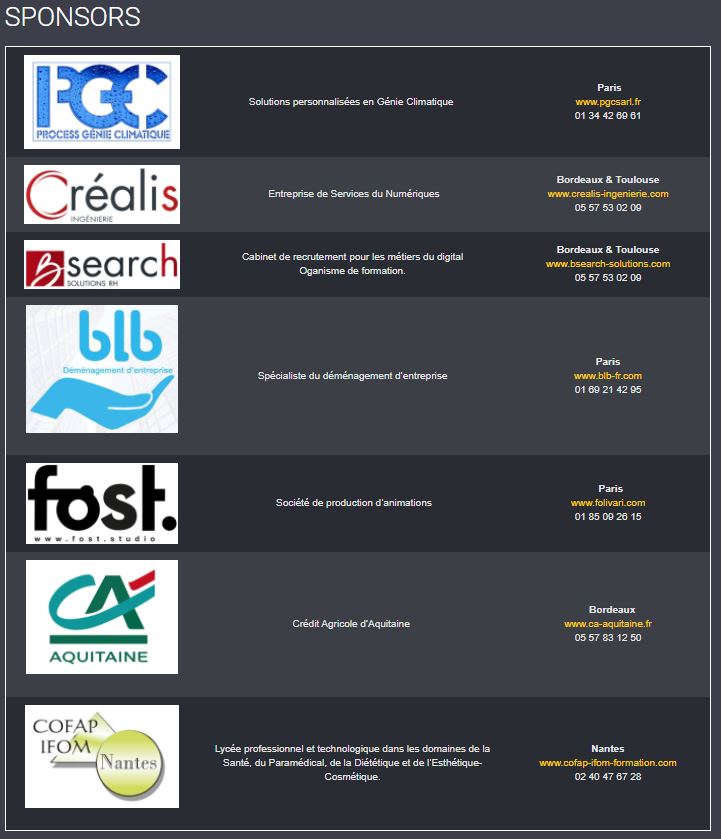 SPONSORS
PGC
PROCESS GÉNIE CLIMATIQUE
Solutions personnalisées en Génie Climatique
Paris
www.pgcsarl.fr
01 34 42 69 61
Créalis
INGÉNIERIE
Entreprise de Services du Numériques
Bordeaux & Toulouse
www.crealis-ingenierie.com
05 57 53 02 09
Bsearch
SOLUTIONS RH
Cabinet de recrutement pour les métiers du digital
Oganisme de formation.
Bordeaux & Toulouse
www.bsearch-solutions.com
05 57 53 02 09
blb
Déménagement d'entreprise
Spécialiste du déménagement d'entreprise
Paris
www.blb-fr.com
01 69 21 42 95
fost.
www.fost.studio
Société de production d'animations
Paris
www.folivari.com
01 85 09 26 15
CA
AQUITAINE
Crédit Agricole d'Aquitaine
Bordeaux
www.ca-aquitaine.fr
05 57 83 12 50
COFAP
IFOM
Nantes
Lycée professionnel et technologique dans les domaines de la
Santé, du Paramédical, de la Diététique et de l'Esthétique-
Cosmétique.
Nantes
www.cofap-ifom-formation.com
02 40 47 67 28